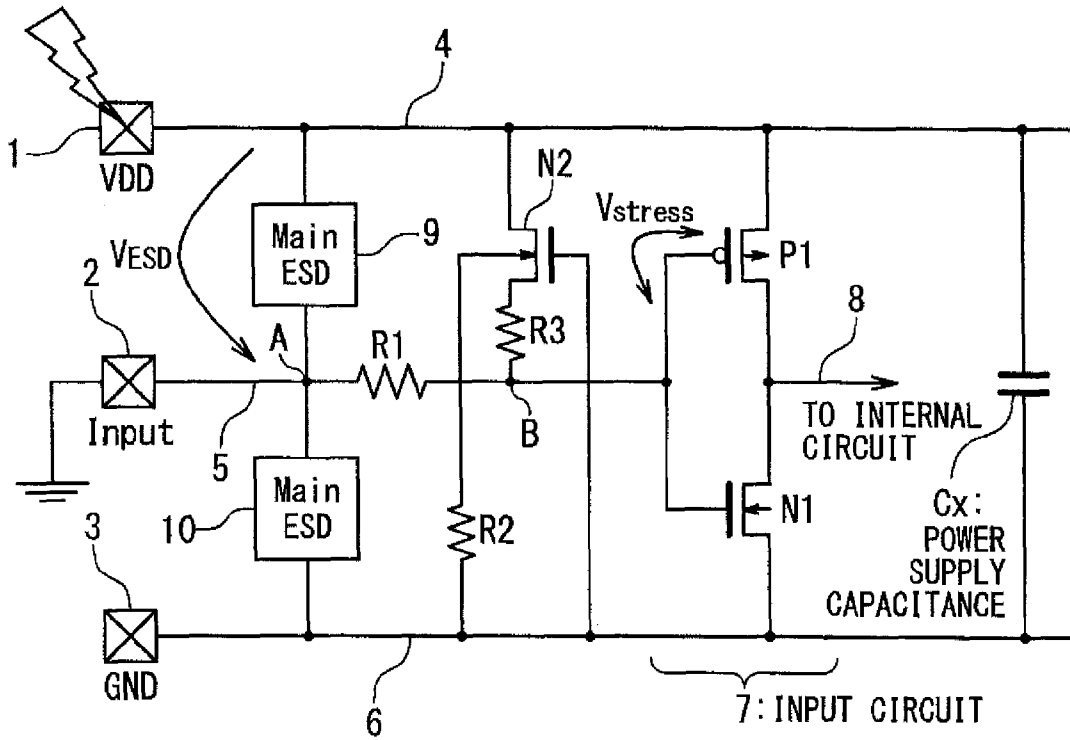 4
1
VDD
N2
Vstress
Main
ESD
9
VESD
P1
2
A
R1
R3
8
Input
5
B
TO INTERNAL
CIRCUIT
Main
ESD
10
R2
N1
Cx:
POWER
SUPPLY
CAPACITANCE
3
GND
6
7:INPUT CIRCUIT